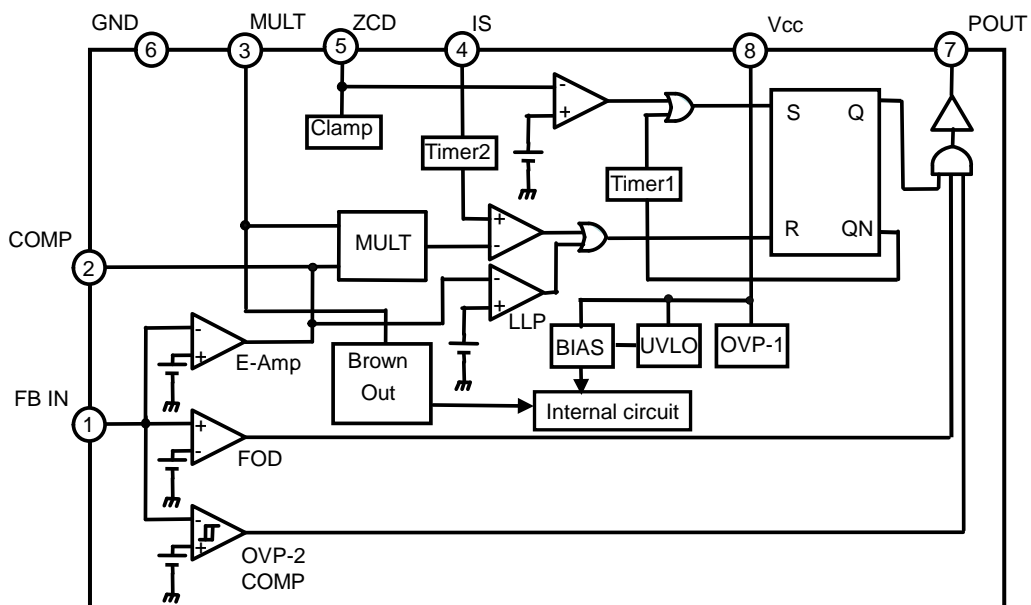 GND
MULT
ZCD
IS
Vcc
POUT
6
3
5
4
8
7
Clamp
Timer2
Timer1
S
Q
R
QN
COMP
2
MULT
LLP
E-Amp
Brown
Out
BIAS
UVLO
OVP-1
Internal circuit
FB IN
1
FOD
OVP-2
COMP
-
+
+
-
-
+
-
+
+
-
-
+